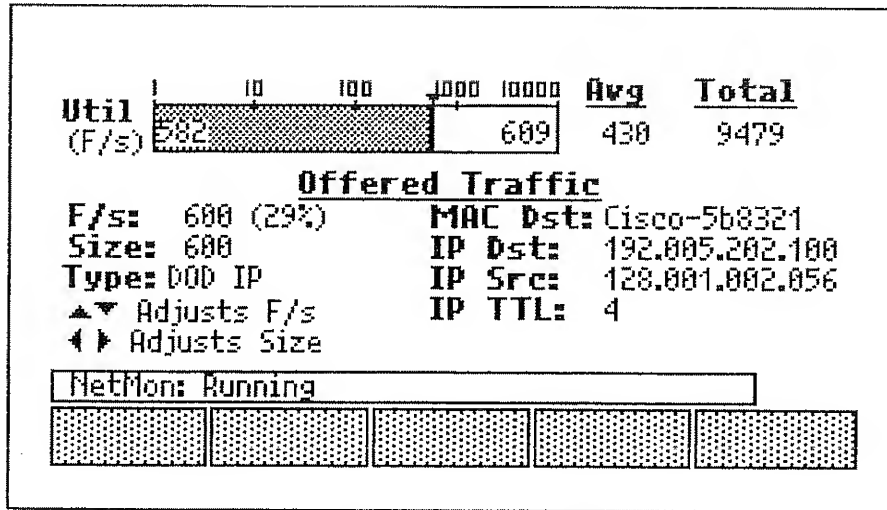 1 10 100 1000 10000 Avg Total
Util
(F/s) 582 609 430 9479
Offered Traffic
F/s: 600 (29%) MAC Dst: Cisco-5b8321
Size: 600 IP Dst: 192.005.202.100
Type: DOD IP IP Src: 128.001.002.056
▲▼ Adjusts F/s IP TTL: 4
◀ ▶ Adjusts Size
NetMon: Running